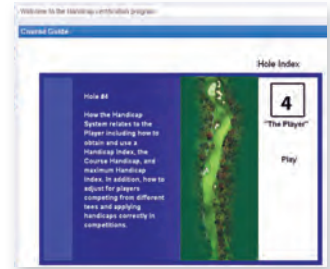 Welcome to the Handicap certification program
Course Guide
Hole Index
Hole #4
How the Handicap
System relates to the
Player including how to
obtain and use a
Handicap Index, the
Course Handicap, and
maximum Handicap
Index. In addition, how to
adjust for players
competing from different
tees and applying
handicaps correctly in
competitions.
4
"The Player"
Play